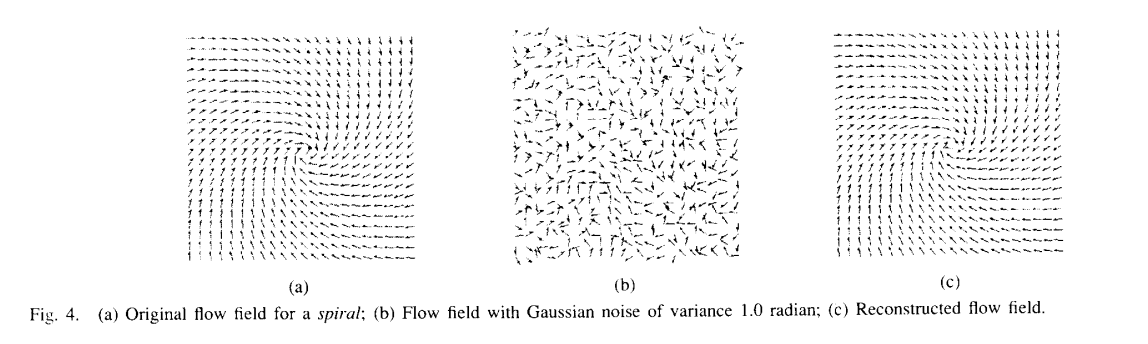 (a) (b) (c)
Fig. 4. (a) Original flow field for a spiral; (b) Flow field with Gaussian noise of variance 1.0 radian; (c) Reconstructed flow field.